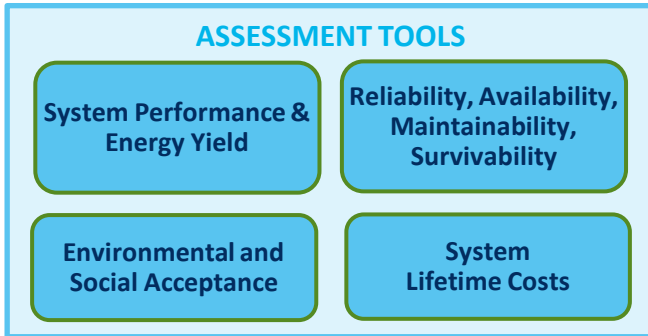 ASSESSMENT TOOLS
System Performance &
Energy Yield
Reliability, Availability,
Maintainability,
Survivability
Environmental and
Social Acceptance
System
Lifetime Costs